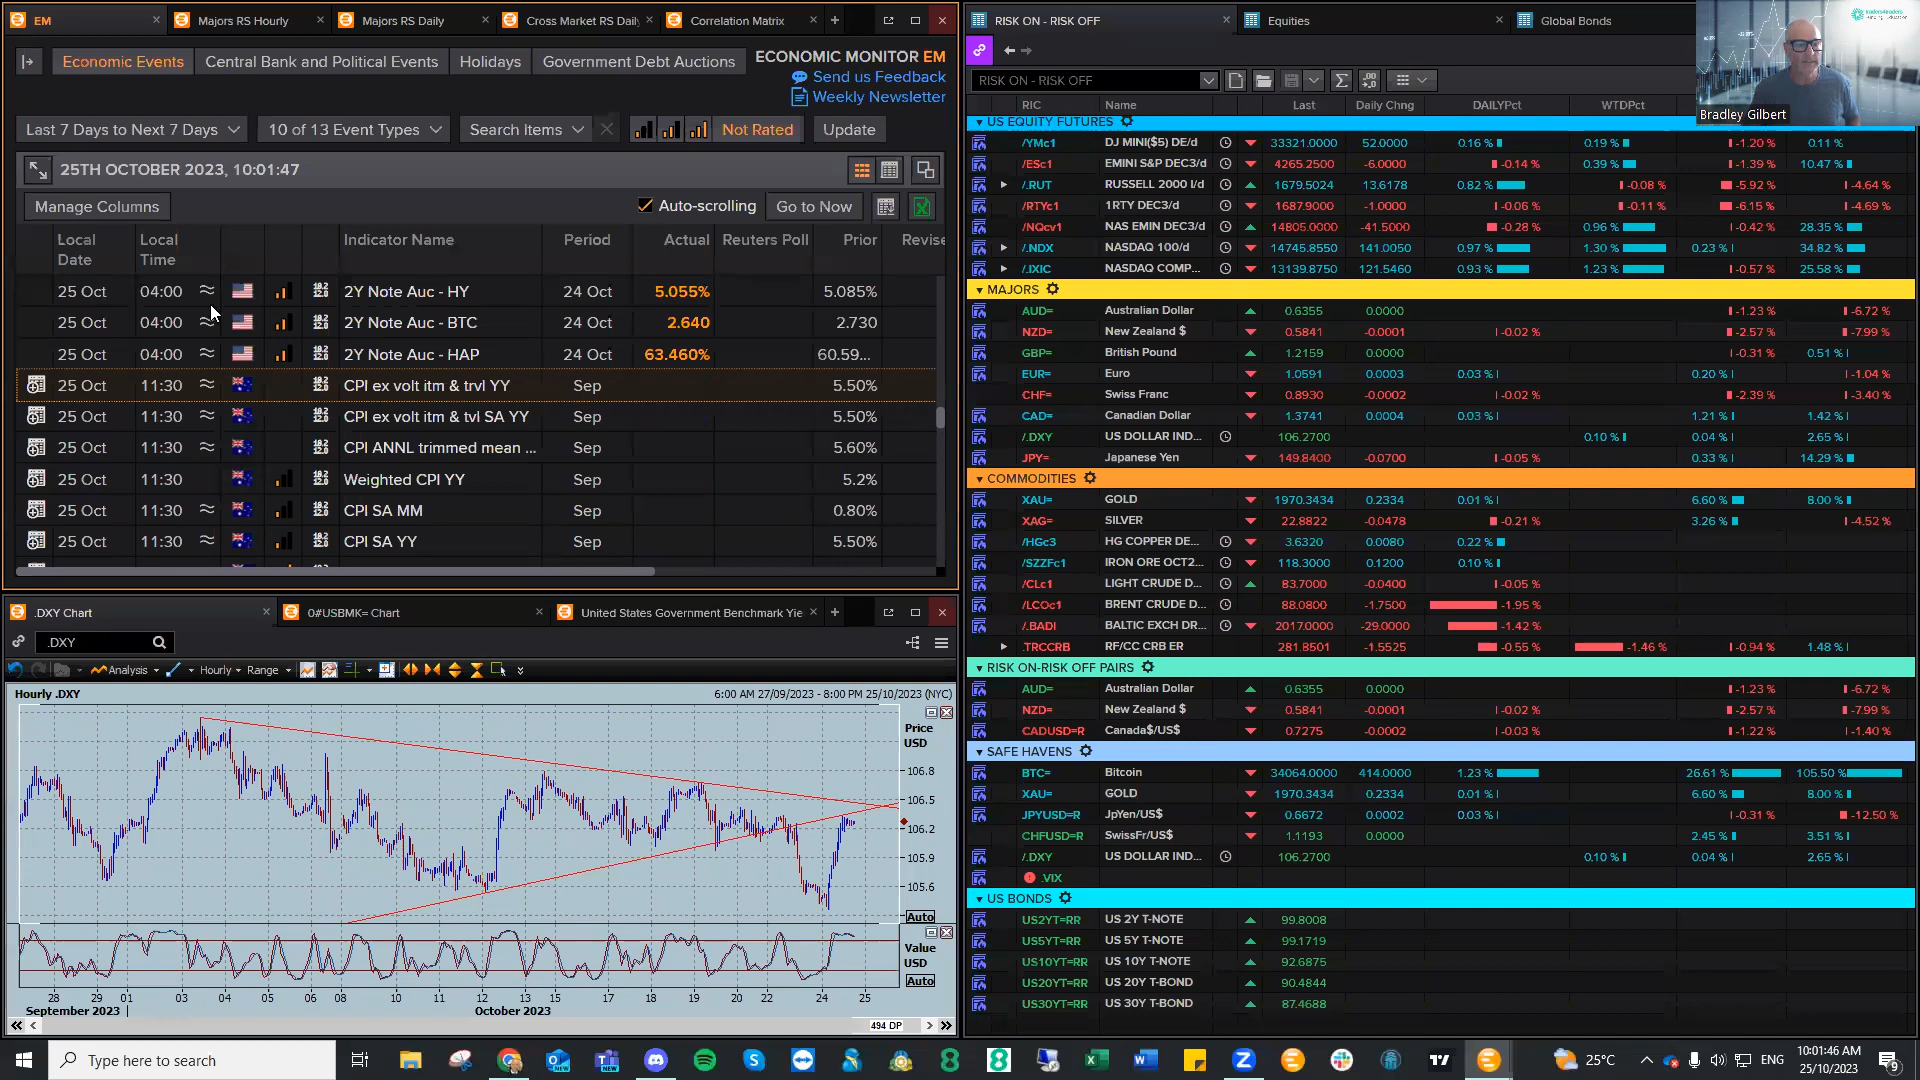 EM
Majors RS Hourly
Majors RS Daily
Cross Market RS Dail
Correlation Matrix
Economic Events
Central Bank and Political Events
Holidays
Government Debt Auctions
ECONOMIC MONITOR EM
Send us Feedback
Weekly Newsletter
Last 7 Days to Next 7 Days
10 of 13 Event Types
Search Items
Not Rated
Update
25TH OCTOBER 2023, 10:01:47
Manage Columns
Auto-scrolling
Go to Now
Local Date Local Time Indicator Name Period Actual Reuters Poll Prior Revise
25 Oct 04:00 2Y Note Auc - HY 24 Oct 5.055% 5.085%
25 Oct 04:00 2Y Note Auc - BTC 24 Oct 2.640 2.730
25 Oct 04:00 2Y Note Auc - HAP 24 Oct 63.460% 60.59...
25 Oct 11:30 CPI ex volt itm & trvl YY Sep 5.50%
25 Oct 11:30 CPI ex volt itm & tvl SA YY Sep 5.50%
25 Oct 11:30 CPI ANNL trimmed mean ... Sep 5.60%
25 Oct 11:30 Weighted CPI YY Sep 5.2%
25 Oct 11:30 CPI SA MM Sep 0.80%
25 Oct 11:30 CPI SA YY Sep 5.50%
.DXY Chart
0#USBMK= Chart
United States Government Benchmark Yie
.DXY
Analysis
Hourly
Range
Hourly .DXY
6:00 AM 27/09/2023 - 8:00 PM 25/10/2023 (NYC)
Price
USD
106.8
106.5
106.2
105.9
105.6
Auto
Value
USD
Auto
28 29 01 03 04 05 06 08 10 11 12 13 15 17 18 19 20 22 24 25
September 2023
October 2023
494 DP
RISK ON - RISK OFF
Equities
Global Bonds
RISK ON - RISK OFF
traders4traders
Bradley Gilbert
RIC Name Last Daily Chng DAILYPct WTDPct
US EQUITY FUTURES
/YMc1 DJ MINI($5) DE/d 33321.0000 52.0000 0.16 % 0.19 % -1.20 % 0.11 %
/ESc1 EMINI S&P DEC3/d 4265.2500 -6.0000 -0.14 % 0.39 % -1.39 % 10.47 %
/.RUT RUSSELL 2000 I/d 1679.5024 13.6178 0.82 % -0.08 % -5.92 % -4.64 %
/RTYc1 1RTY DEC3/d 1687.9000 -1.0000 -0.06 % -0.11 % -6.15 % -4.69 %
/NQcv1 NAS EMIN DEC3/d 14805.0000 -41.5000 -0.28 % 0.96 % -0.42 % 28.35 %
/.NDX NASDAQ 100/d 14745.8550 141.0050 0.97 % 1.30 % 0.23 % 34.82 %
/.IXIC NASDAQ COMP... 13139.8750 121.5460 0.93 % 1.23 % -0.57 % 25.58 %
MAJORS
AUD= Australian Dollar 0.6355 0.0000 -1.23 % -6.72 %
NZD= New Zealand $ 0.5841 -0.0001 -0.02 % -2.57 % -7.99 %
GBP= British Pound 1.2159 0.0000 -0.31 % 0.51 %
EUR= Euro 1.0591 0.0003 0.03 % 0.20 % -1.04 %
CHF= Swiss Franc 0.8930 -0.0002 -0.02 % -2.39 % -3.40 %
CAD= Canadian Dollar 1.3741 0.0004 0.03 % 1.21 % 1.42 %
/.DXY US DOLLAR IND... 106.2700 0.10 % 0.04 % 2.65 %
JPY= Japanese Yen 149.8400 -0.0700 -0.05 % 0.33 % 14.29 %
COMMODITIES
XAU= GOLD 1970.3434 0.2334 0.01 % 6.60 % 8.00 %
XAG= SILVER 22.8822 -0.0478 -0.21 % 3.26 % -4.52 %
/HGc3 HG COPPER DE... 3.6320 0.0080 0.22 %
/SZZFc1 IRON ORE OCT2... 118.3000 0.1200 0.10 %
/CLc1 LIGHT CRUDE D... 83.7000 -0.0400 -0.05 %
/LCOc1 BRENT CRUDE D... 88.0800 -1.7500 -1.95 %
/.BADI BALTIC EXCH DR... 2017.0000 -29.0000 -1.42 %
.TRCCRB RF/CC CRB ER 281.8501 -1.5525 -0.55 % -1.46 % -0.94 % 1.48 %
RISK ON-RISK OFF PAIRS
AUD= Australian Dollar 0.6355 0.0000 -1.23 % -6.72 %
NZD= New Zealand $ 0.5841 -0.0001 -0.02 % -2.57 % -7.99 %
CADUSD=R Canada$/US$ 0.7275 -0.0002 -0.03 % -1.22 % -1.40 %
SAFE HAVENS
BTC= Bitcoin 34064.0000 414.0000 1.23 % 26.61 % 105.50 %
XAU= GOLD 1970.3434 0.2334 0.01 % 6.60 % 8.00 %
JPYUSD=R JpYen/US$ 0.6672 0.0002 0.03 % -0.31 % -12.50 %
CHFUSD=R SwissFr/US$ 1.1193 0.0000 2.45 % 3.51 %
/.DXY US DOLLAR IND... 106.2700 0.10 % 0.04 % 2.65 %
.VIX
US BONDS
US2YT=RR US 2Y T-NOTE 99.8008
US5YT=RR US 5Y T-NOTE 99.1719
US10YT=RR US 10Y T-NOTE 92.6875
US20YT=RR US 20Y T-BOND 90.4844
US30YT=RR US 30Y T-BOND 87.4688
Type here to search
25°C
ENG
10:01:46 AM
25/10/2023